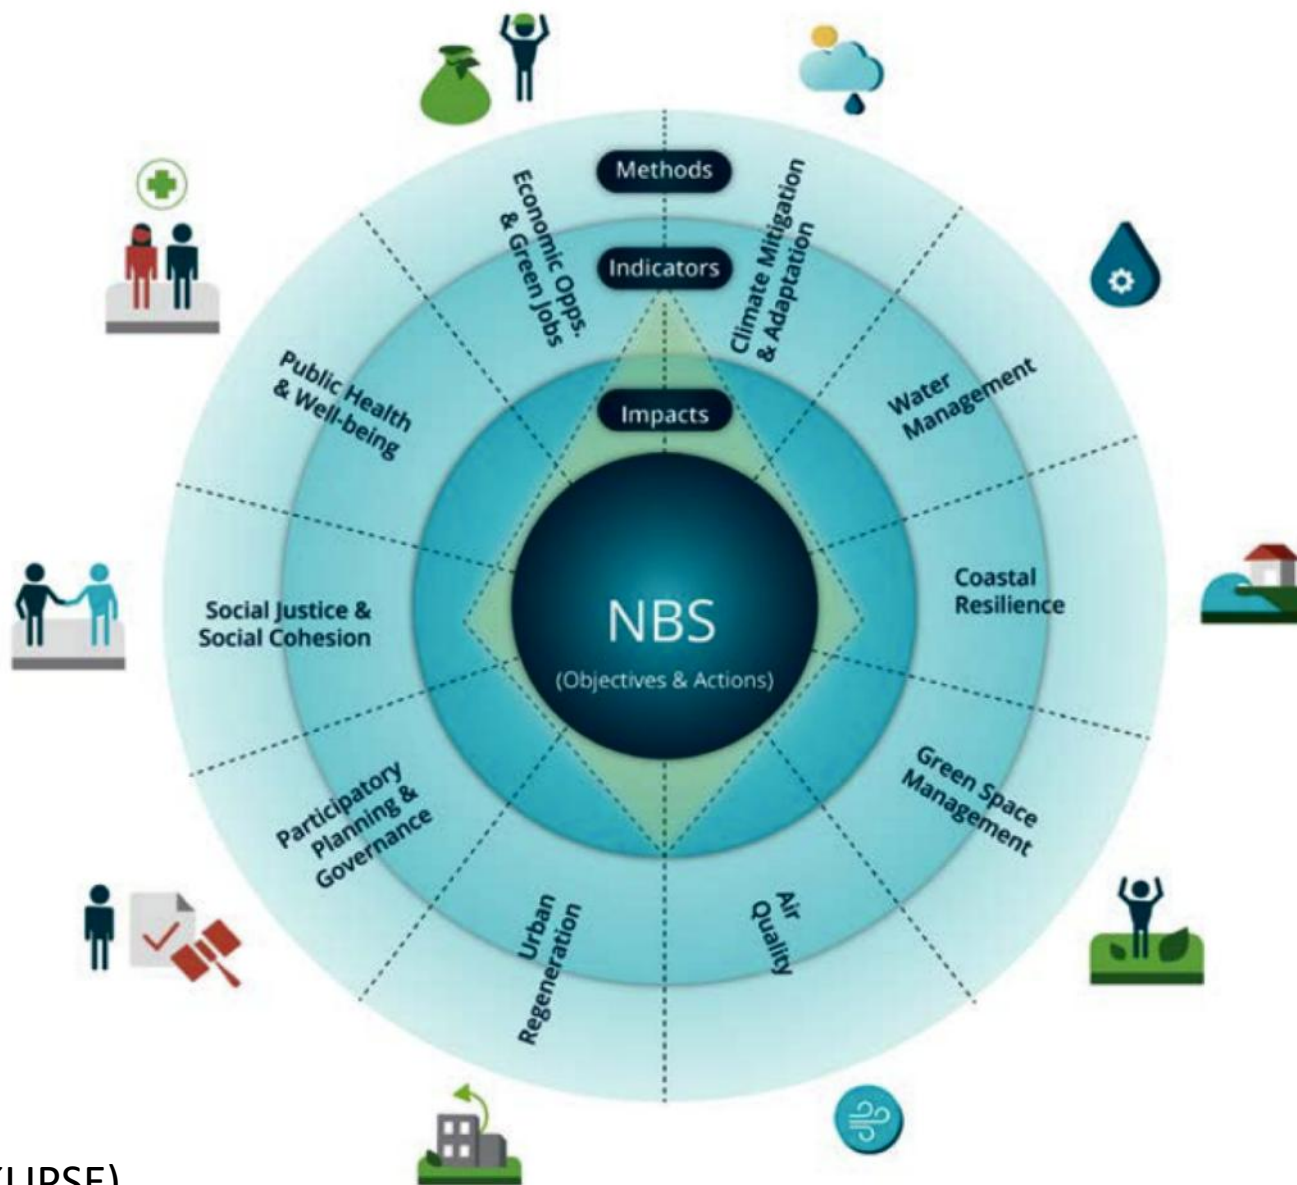 Methods
Indicators
Impacts
NBS
(Objectives & Actions)
Climate Mitigation
& Adaptation
Water
Management
Coastal
Resilience
Green Space
Management
Air
Quality
Urban
Regeneration
Participatory
Planning &
Governance
Social Justice &
Social Cohesion
Public Health
& Well-being
Economic Opps.
& Green Jobs